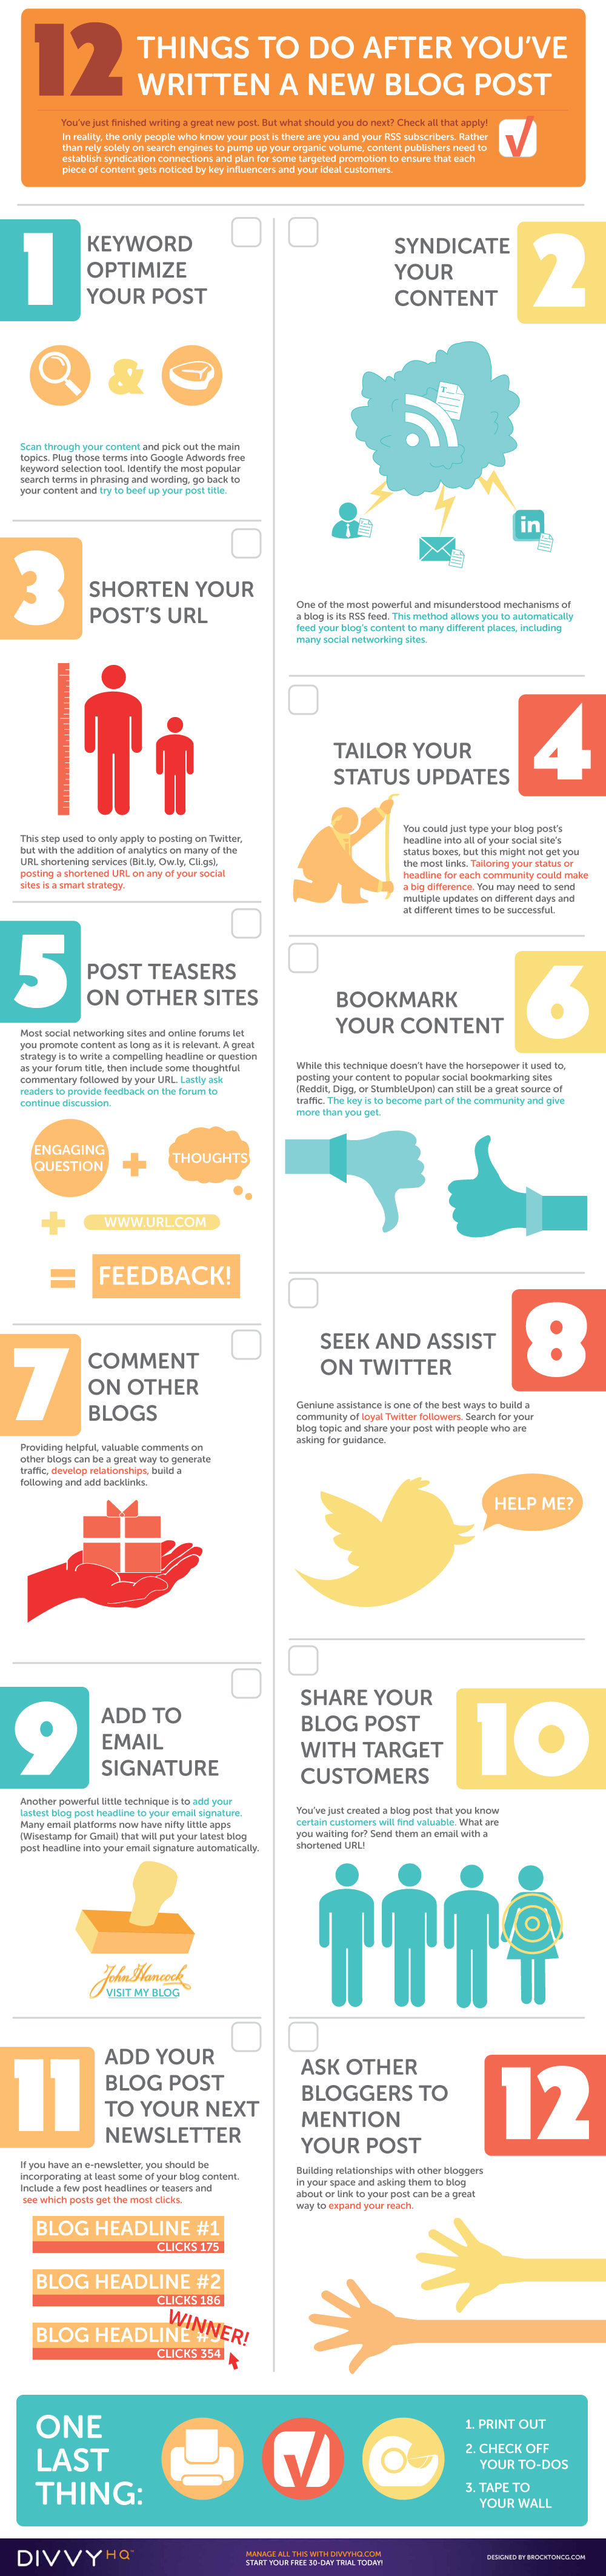 12
THINGS TO DO AFTER YOU'VE
WRITTEN A NEW BLOG POST
You've just finished writing a great new post. But what should you do next? Check all that apply!
In reality, the only people who know your post is there are you and your RSS subscribers. Rather
than rely solely on search engines to pump up your organic volume, content publishers need to
establish syndication connections and plan for some targeted promotion to ensure that each
piece of content gets noticed by key influencers and your ideal customers.
1
KEYWORD
OPTIMIZE
YOUR POST
&
Scan through your content and pick out the main
topics. Plug those terms into Google Adwords free
keyword selection tool. Identify the most popular
search terms in phrasing and wording, go back to
your content and try to beef up your post title.
2
SYNDICATE
YOUR
CONTENT
in
One of the most powerful and misunderstood mechanisms of
a blog is its RSS feed. This method allows you to automatically
feed your blog's content to many different places, including
many social networking sites.
3
SHORTEN YOUR
POST'S URL
This step used to only apply to posting on Twitter,
but with the addition of analytics on many of the
URL shortening services (Bit.ly, Ow.ly, Cli.gs),
posting a shortened URL on any of your social
sites is a smart strategy.
4
TAILOR YOUR
STATUS UPDATES
You could just type your blog post's
headline into all of your social site's
status boxes, but this might not get you
the most links. Tailoring your status or
headline for each community could make
a big difference. You may need to send
multiple updates on different days and
at different times to be successful.
5
POST TEASERS
ON OTHER SITES
Most social networking sites and online forums let
you promote content as long as it is relevant. A great
strategy is to write a compelling headline or question
as your forum title, then include some thoughtful
commentary followed by your URL. Lastly ask
readers to provide feedback on the forum to
continue discussion.
ENGAGING
QUESTION
+
THOUGHTS
+
WWW.URL.COM
=
FEEDBACK!
6
BOOKMARK
YOUR CONTENT
While this technique doesn't have the horsepower it used to,
posting your content to popular social bookmarking sites
(Reddit, Digg, or StumbleUpon) can still be a great source of
traffic. The key is to become part of the community and give
more than you get.
7
COMMENT
ON OTHER
BLOGS
Providing helpful, valuable comments on
other blogs can be a great way to generate
traffic, develop relationships, build a
following and add backlinks.
8
SEEK AND ASSIST
ON TWITTER
Geniune assistance is one of the best ways to build a
community of loyal Twitter followers. Search for your
blog topic and share your post with people who are
asking for guidance.
HELP ME?
9
ADD TO
EMAIL
SIGNATURE
Another powerful little technique is to add your
lastest blog post headline to your email signature.
Many email platforms now have nifty little apps
(Wisestamp for Gmail) that will put your latest blog
post headline into your email signature automatically.
John Hancock
VISIT MY BLOG
10
SHARE YOUR
BLOG POST
WITH TARGET
CUSTOMERS
You've just created a blog post that you know
certain customers will find valuable. What are
you waiting for? Send them an email with a
shortened URL!
11
ADD YOUR
BLOG POST
TO YOUR NEXT
NEWSLETTER
If you have an e-newsletter, you should be
incorporating at least some of your blog content.
Include a few post headlines or teasers and
see which posts get the most clicks.
BLOG HEADLINE #1
CLICKS 175
BLOG HEADLINE #2
CLICKS 186
WINNER!
BLOG HEADLINE #3
CLICKS 354
12
ASK OTHER
BLOGGERS TO
MENTION
YOUR POST
Building relationships with other bloggers
in your space and asking them to blog
about or link to your post can be a great
way to expand your reach.
ONE
LAST
THING:
1. PRINT OUT
2. CHECK OFF
YOUR TO-DOS
3. TAPE TO
YOUR WALL
DIVVYHQ
MANAGE ALL THIS WITH DIVVYHQ.COM
START YOUR FREE 30-DAY TRIAL TODAY!
DESIGNED BY BROCKTONCG.COM